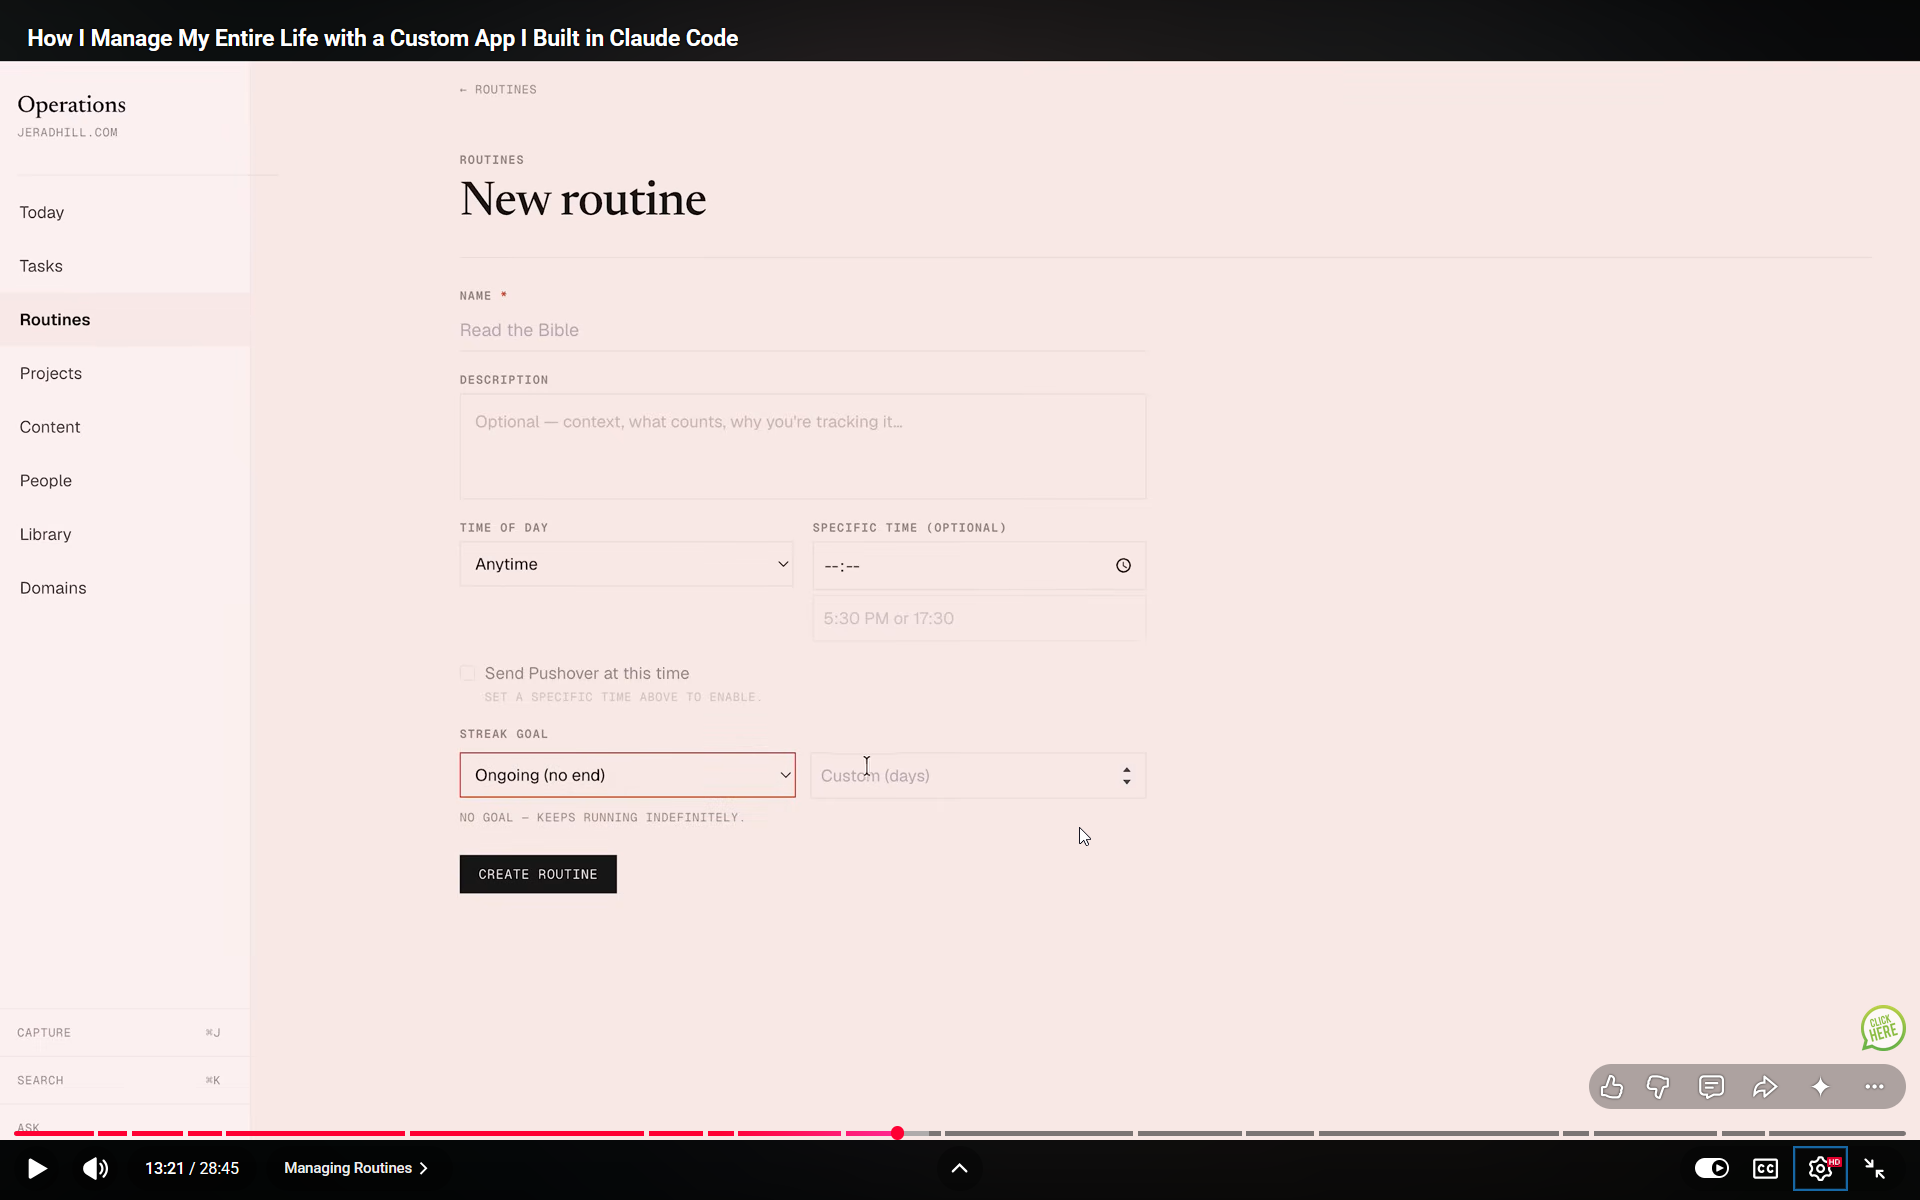 How I Manage My Entire Life with a Custom App I Built in Claude Code
Operations
JERADHILL.COM
Today
Tasks
Routines
Projects
Content
People
Library
Domains
CAPTURE ⌘J
SEARCH ⌘K
ASK
← ROUTINES
ROUTINES
New routine
NAME *
Read the Bible
DESCRIPTION
Optional — context, what counts, why you're tracking it...
TIME OF DAY
Anytime
SPECIFIC TIME (OPTIONAL)
--:--
5:30 PM or 17:30
Send Pushover at this time
SET A SPECIFIC TIME ABOVE TO ENABLE.
STREAK GOAL
Ongoing (no end)
Custom (days)
NO GOAL — KEEPS RUNNING INDEFINITELY.
CREATE ROUTINE
CLICK
HERE
13:21 / 28:45
Managing Routines
CC
HD